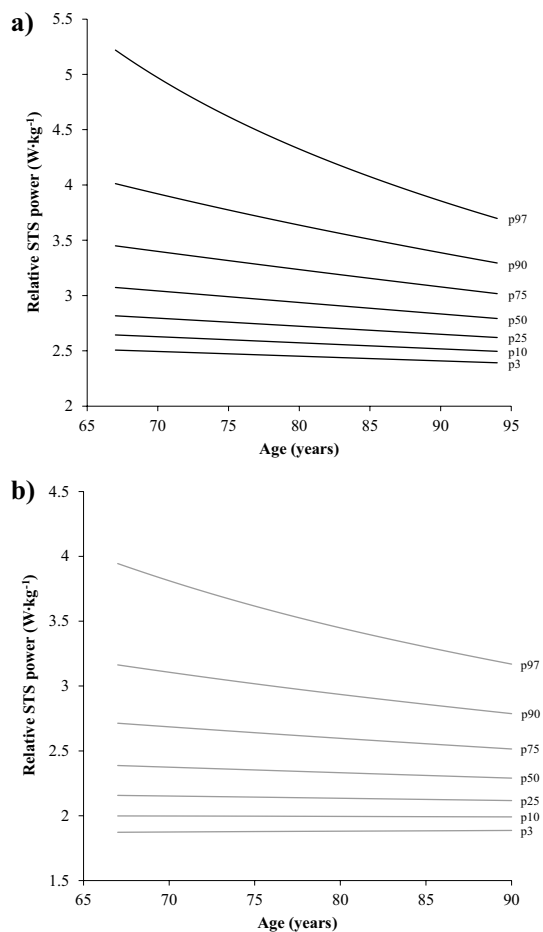 a)
5.5
5
4.5
4
3.5
3
2.5
2
Relative STS power (W·kg⁻¹)
p97
p90
p75
p50
p25
p10
p3
65 70 75 80 85 90 95
Age (years)
b)
4.5
4
3.5
3
2.5
2
1.5
Relative STS power (W·kg⁻¹)
p97
p90
p75
p50
p25
p10
p3
65 70 75 80 85 90
Age (years)